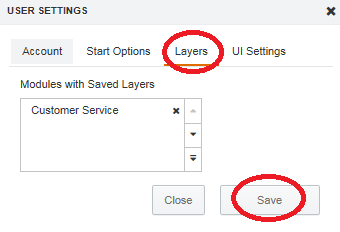 USER SETTINGS
Account Start Options Layers UI Settings
Modules with Saved Layers
Customer Service
Close Save